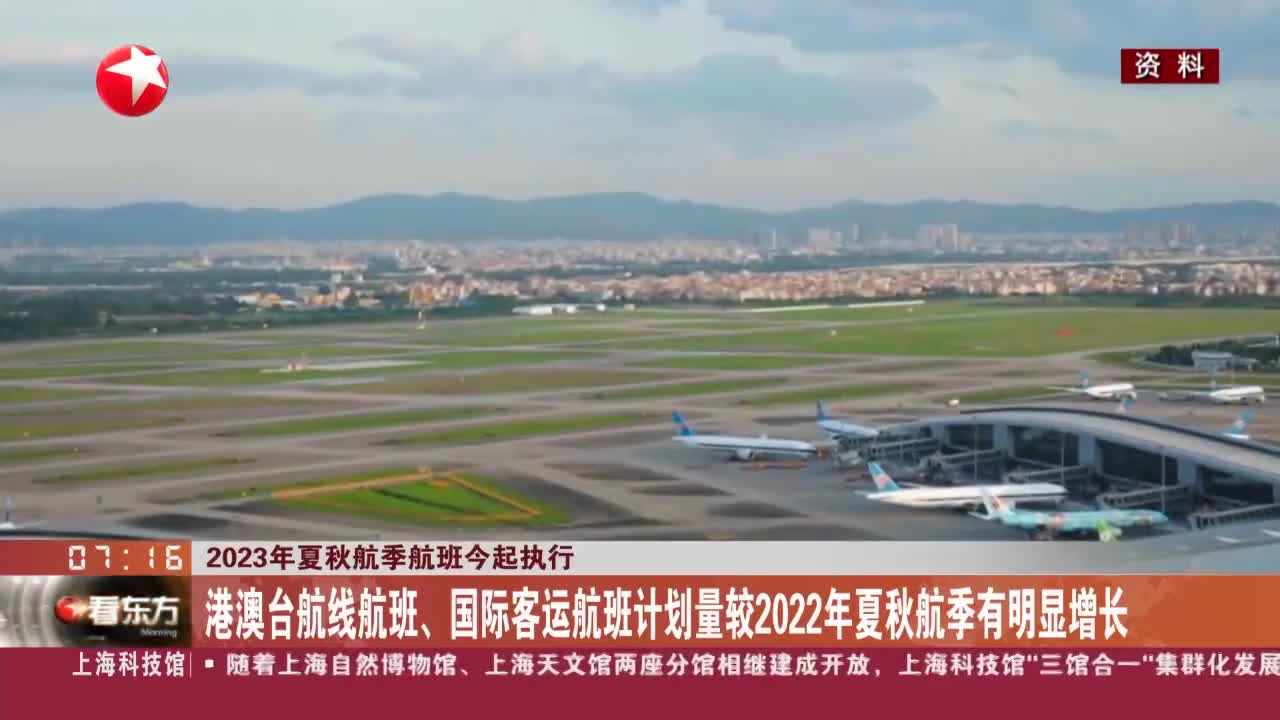 资料
07:16
2023年夏秋航季航班今起执行
看东方
Morning
港澳台航线航班、国际客运航班计划量较2022年夏秋航季有明显增长
上海科技馆
▪ 随着上海自然博物馆、上海天文馆两座分馆相继建成开放，上海科技馆"三馆合一"集群化发展